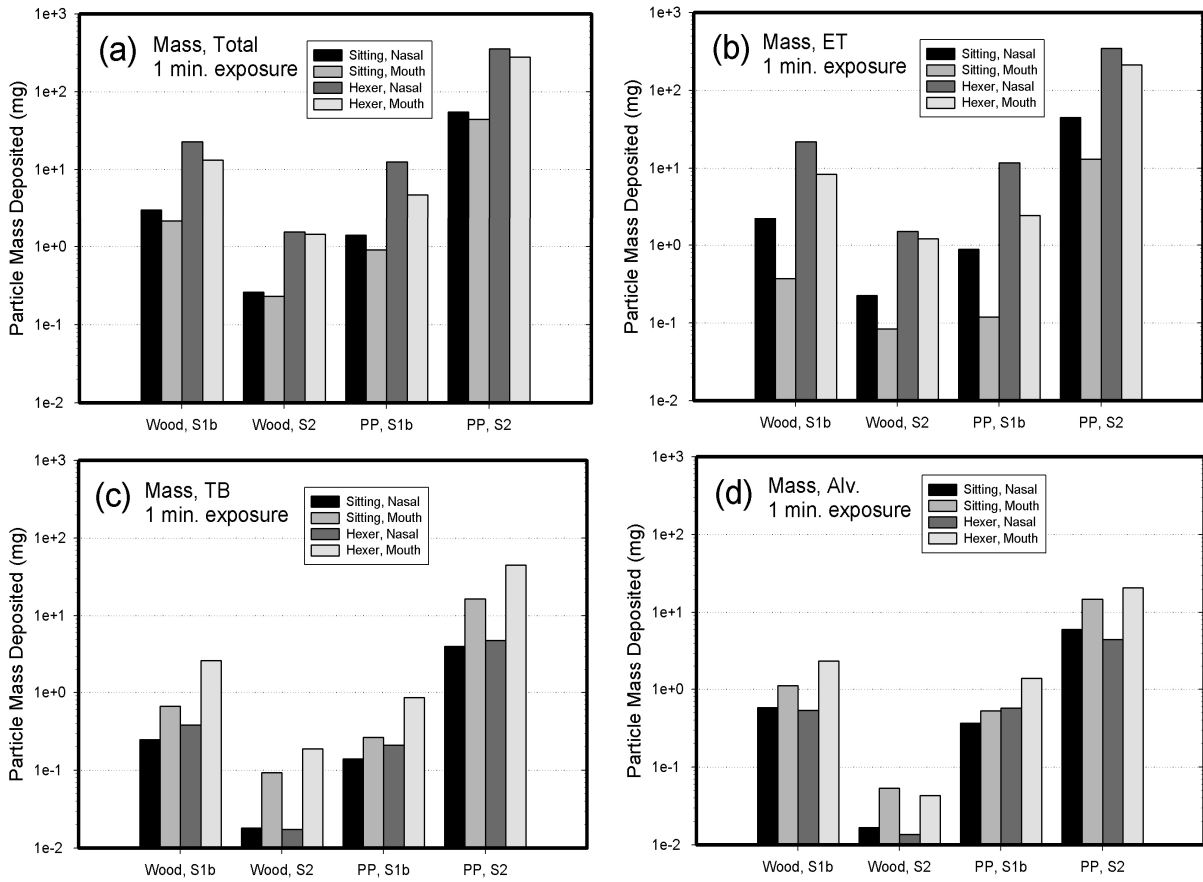 (a)
Mass, Total
1 min. exposure
Sitting, Nasal
Sitting, Mouth
Hexer, Nasal
Hexer, Mouth
Particle Mass Deposited (mg)
1e+3
1e+2
1e+1
1e+0
1e-1
1e-2
Wood, S1b
Wood, S2
PP, S1b
PP, S2
(b)
Mass, ET
1 min. exposure
Sitting, Nasal
Sitting, Mouth
Hexer, Nasal
Hexer, Mouth
Particle Mass Deposited (mg)
1e+3
1e+2
1e+1
1e+0
1e-1
1e-2
Wood, S1b
Wood, S2
PP, S1b
PP, S2
(c)
Mass, TB
1 min. exposure
Sitting, Nasal
Sitting, Mouth
Hexer, Nasal
Hexer, Mouth
Particle Mass Deposited (mg)
1e+3
1e+2
1e+1
1e+0
1e-1
1e-2
Wood, S1b
Wood, S2
PP, S1b
PP, S2
(d)
Mass, Alv.
1 min. exposure
Sitting, Nasal
Sitting, Mouth
Hexer, Nasal
Hexer, Mouth
Particle Mass Deposited (mg)
1e+3
1e+2
1e+1
1e+0
1e-1
1e-2
Wood, S1b
Wood, S2
PP, S1b
PP, S2